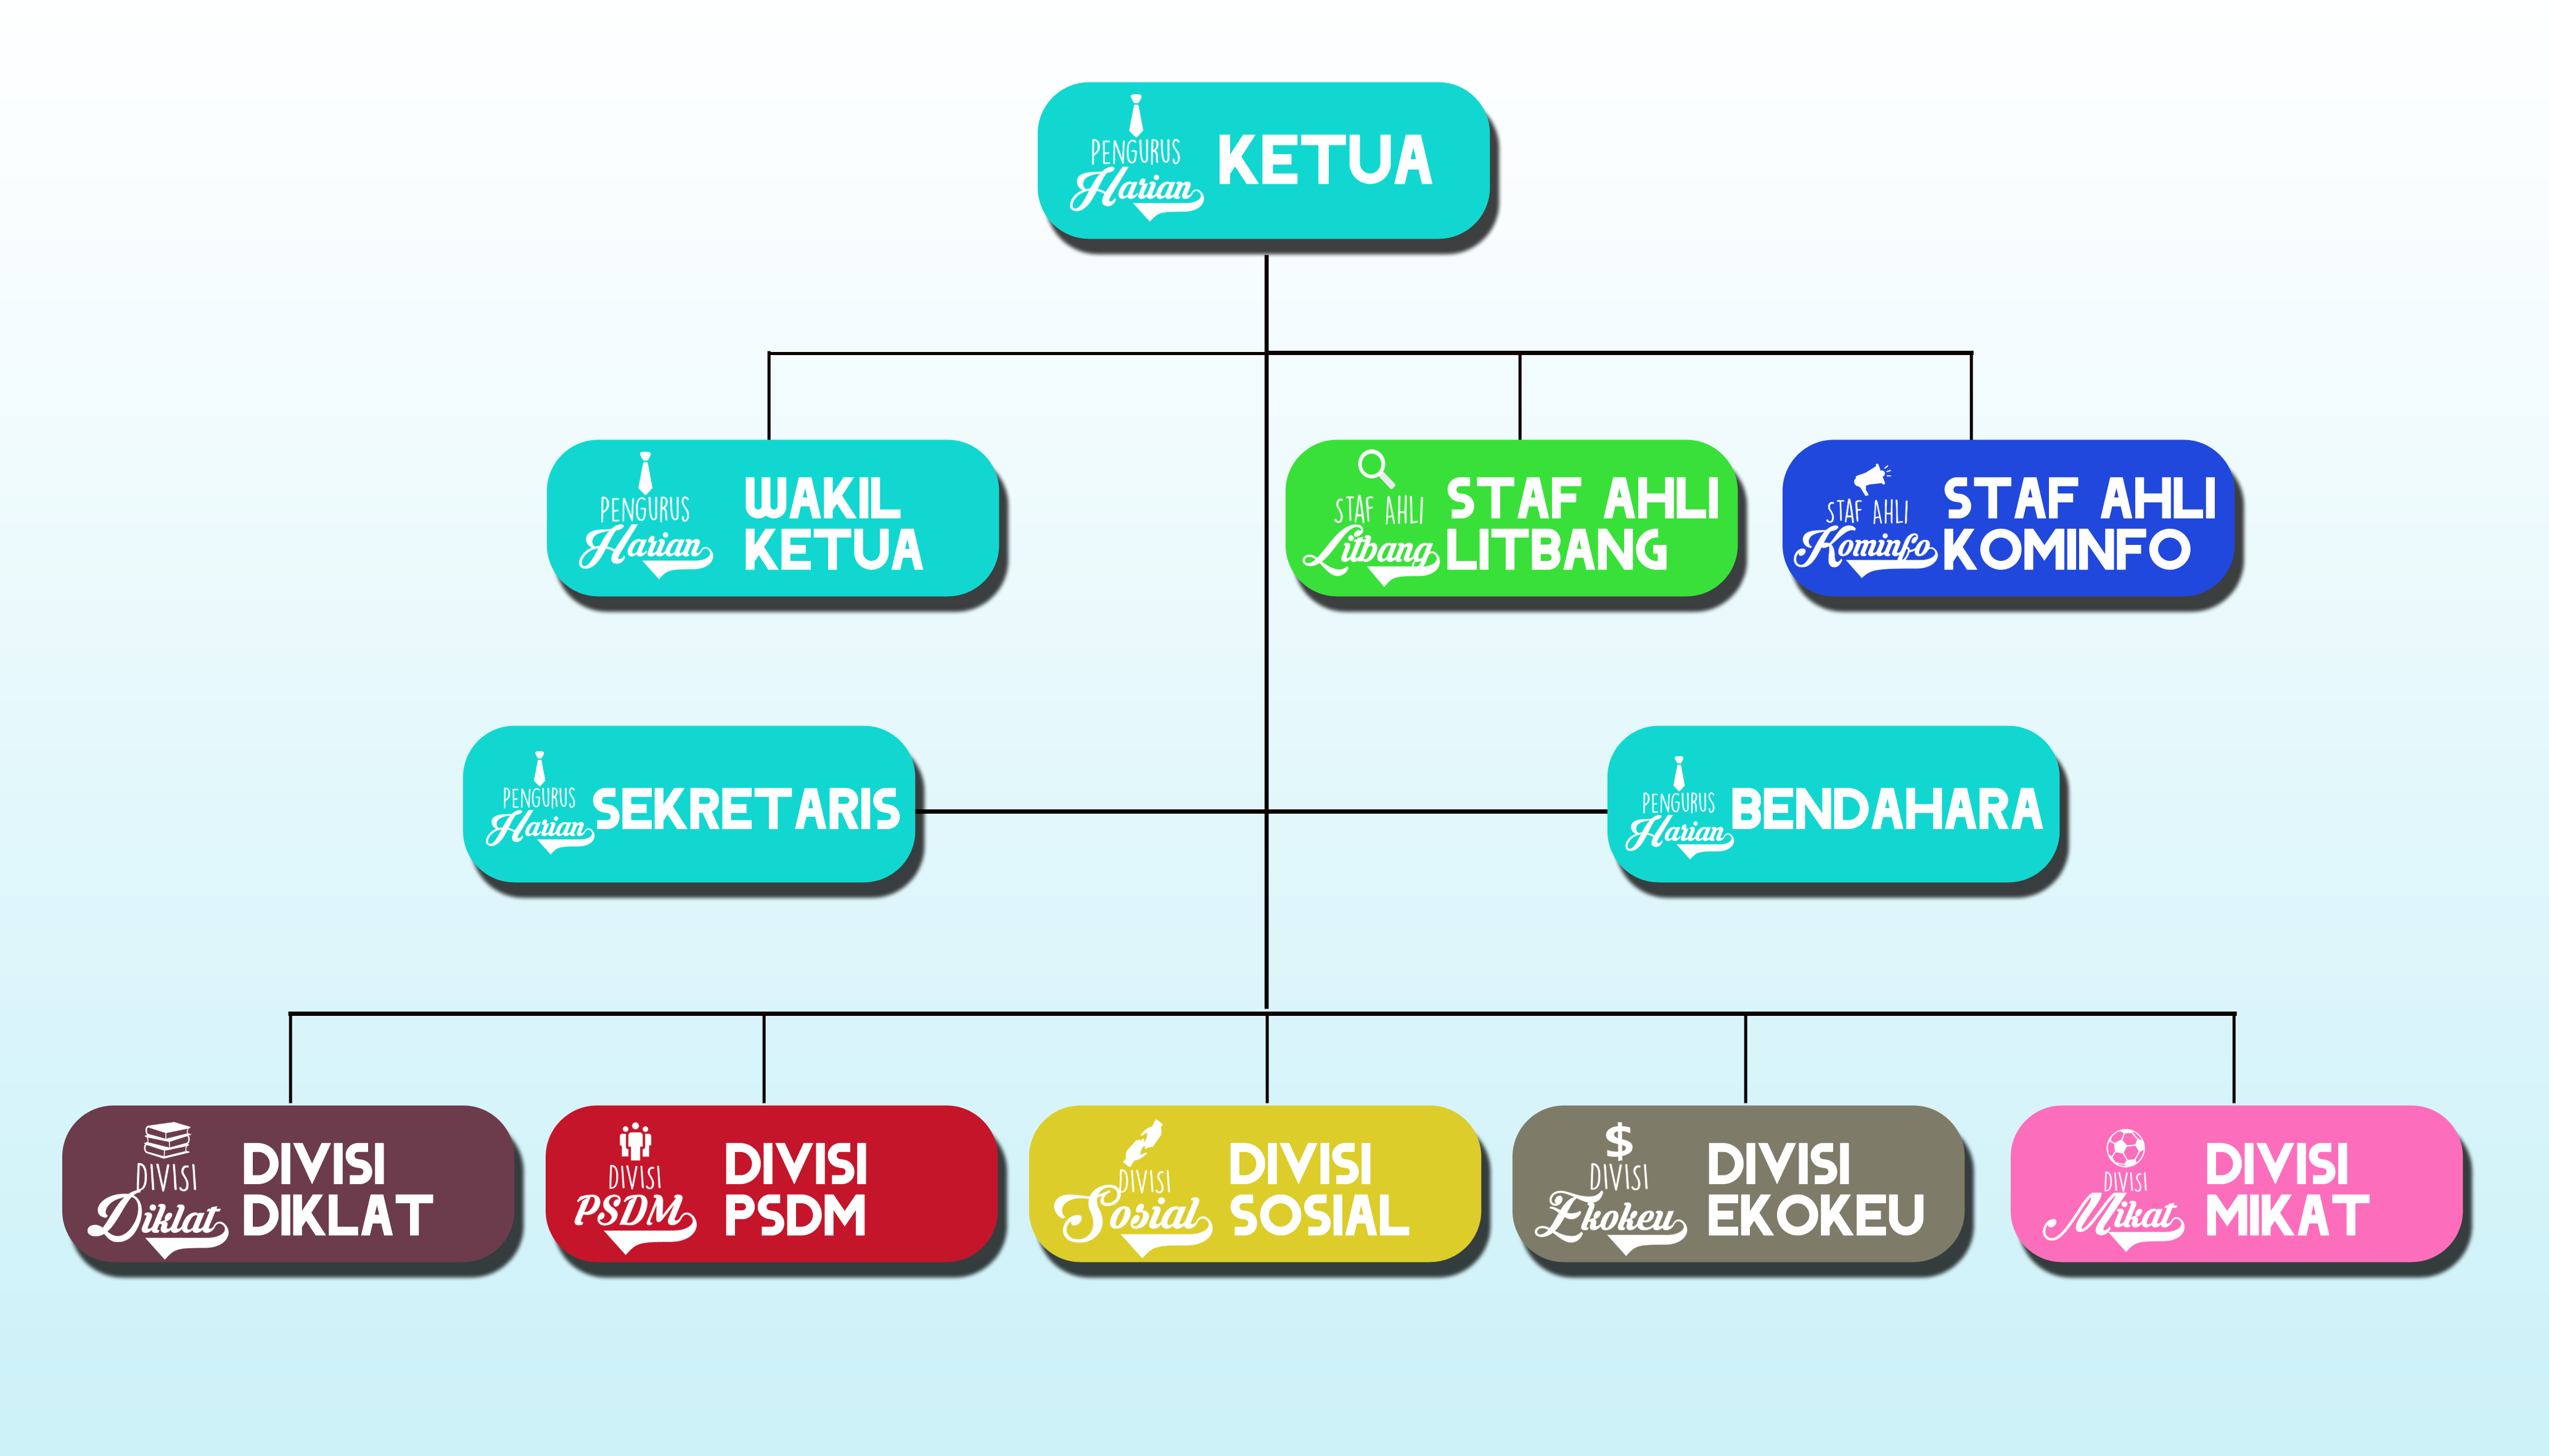 PENGURUS
Harian
KETUA
PENGURUS
Harian
WAKIL
KETUA
STAF AHLI
Litbang
STAF AHLI
LITBANG
STAF AHLI
Kominfo
STAF AHLI
KOMINFO
PENGURUS
Harian
SEKRETARIS
PENGURUS
Harian
BENDAHARA
DIVISI
Diklat
DIVISI
DIKLAT
DIVISI
PSDM
DIVISI
PSDM
DIVISI
Sosial
DIVISI
SOSIAL
$
DIVISI
Ekokeu
DIVISI
EKOKEU
DIVISI
Mikat
DIVISI
MIKAT